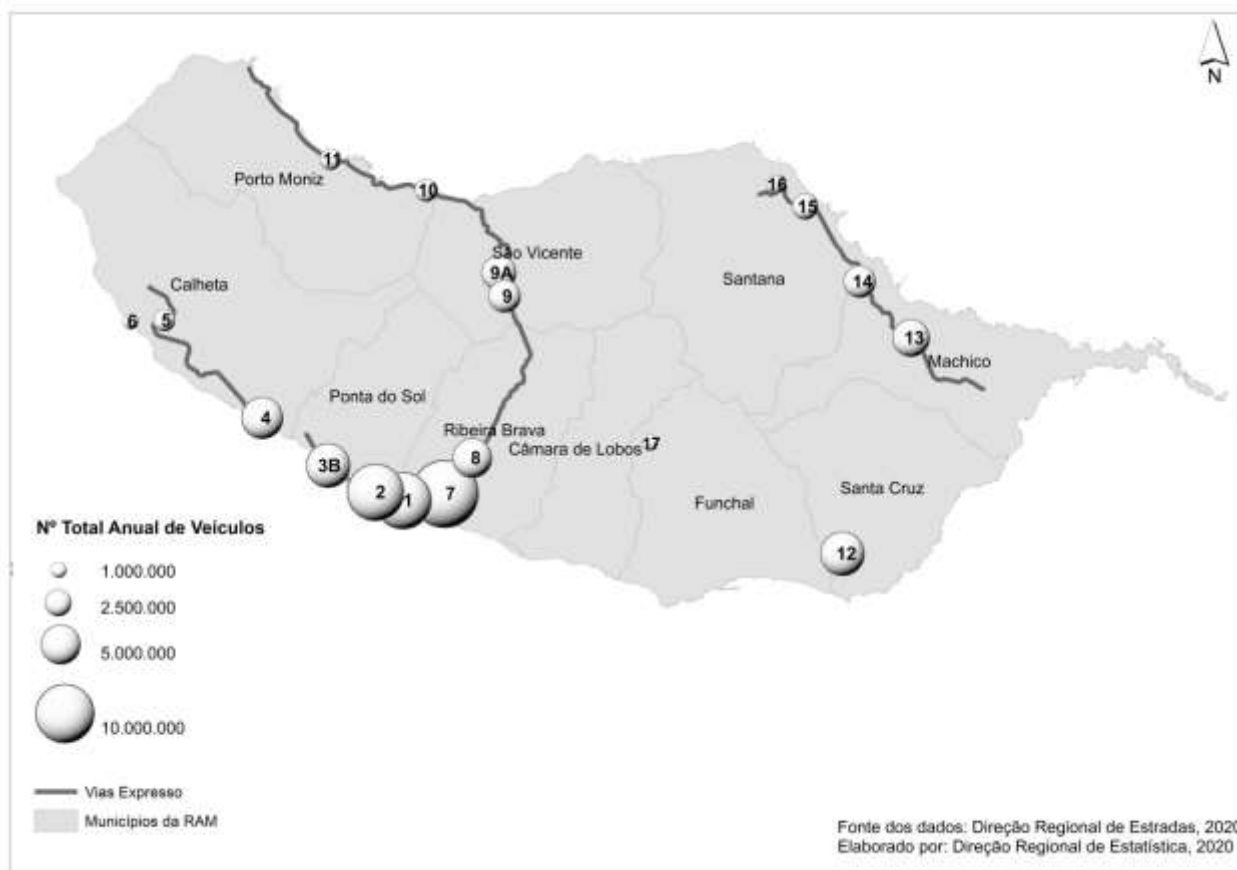 N
11
Porto Moniz
10
16
15
São Vicente
9A
9
Santana
14
Calheta
6
5
13
Machico
Ponta do Sol
4
Ribeira Brava
Câmara de Lobos
17
8
3B
2
1
7
Santa Cruz
Funchal
12
Nº Total Anual de Veículos
1.000.000
2.500.000
5.000.000
10.000.000
Vias Expresso
Municípios da RAM
Fonte dos dados: Direção Regional de Estradas, 2020
Elaborado por: Direção Regional de Estatística, 2020